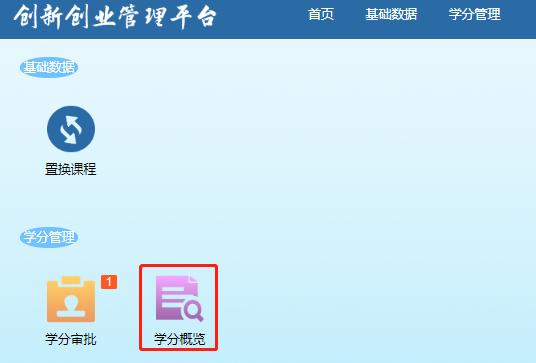 创新创业管理平台 首页 基础数据 学分管理
基础数据
置换课程
学分管理
1
学分审批 学分概览